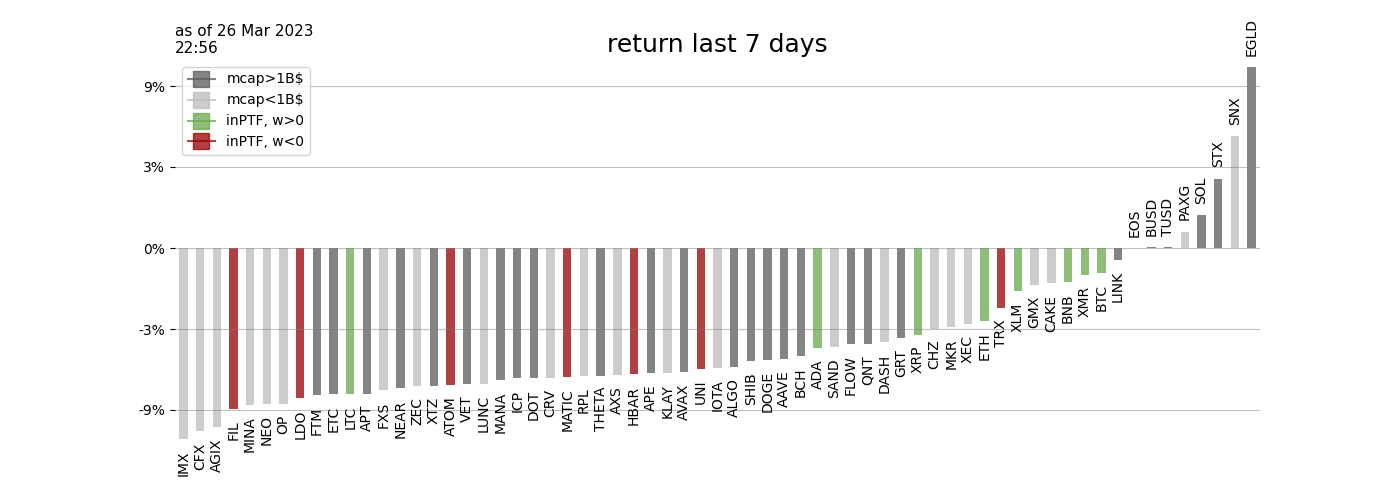 as of 26 Mar 2023
22:56
return last 7 days
mcap>1B$
mcap<1B$
inPTF, w>0
inPTF, w<0
9%
3%
0%
-3%
-9%
IMX
CFX
AGIX
FIL
MINA
NEO
OP
LDO
FTM
ETC
LTC
APT
FXS
NEAR
ZEC
XTZ
ATOM
VET
LUNC
MANA
ICP
DOT
CRV
MATIC
RPL
THETA
AXS
HBAR
APE
KLAY
AVAX
UNI
IOTA
ALGO
SHIB
DOGE
AAVE
BCH
ADA
SAND
FLOW
QNT
DASH
GRT
XRP
CHZ
MKR
XEC
ETH
TRX
XLM
GMX
CAKE
BNB
XMR
BTC
LINK
EOS
BUSD
TUSD
PAXG
SOL
STX
SNX
EGLD